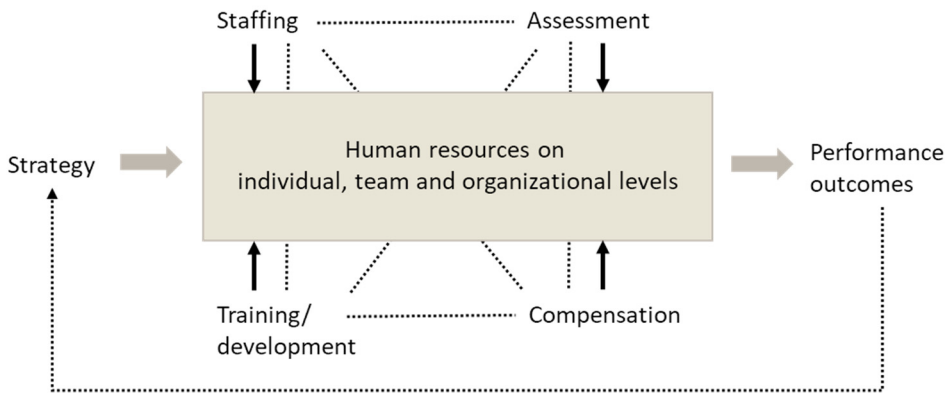 Staffing
Assessment
Human resources on
individual, team and organizational levels
Strategy
Performance
outcomes
Training/
development
Compensation